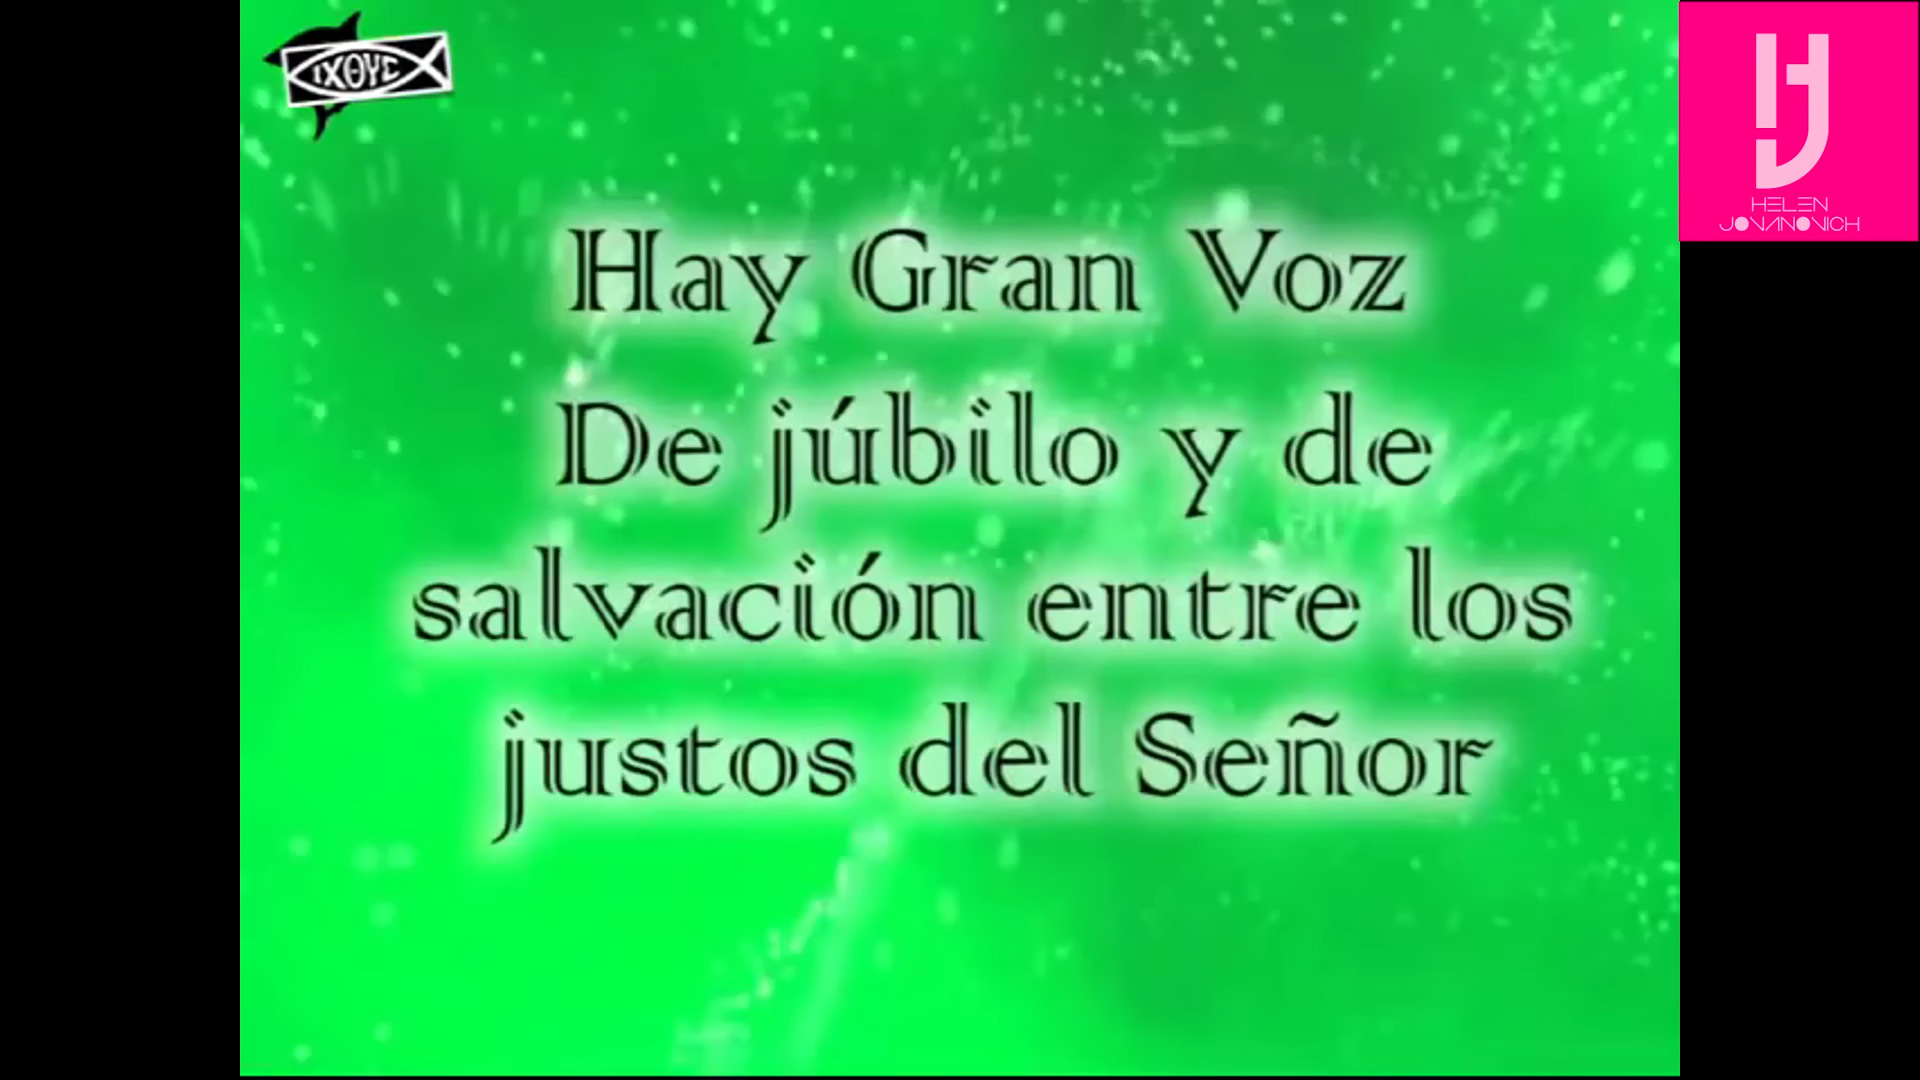 ΙΧΘΥΣ
HELEN
JOVANOVICH
Hay Gran Voz
De júbilo y de
salvación entre los
justos del Señor